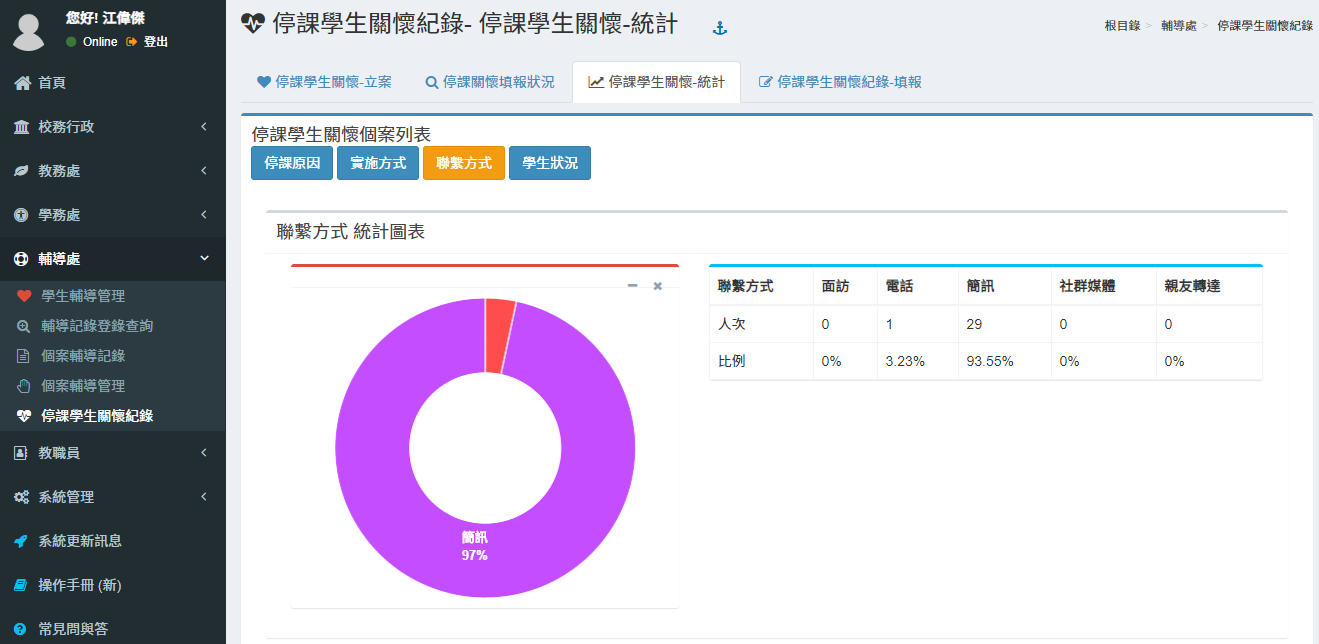 您好! 江偉傑
Online 登出
首頁
校務行政
教務處
學務處
輔導處
學生輔導管理
輔導記錄登錄查詢
個案輔導記錄
個案輔導管理
停課學生關懷紀錄
教職員
系統管理
系統更新訊息
操作手冊 (新)
常見問與答
停課學生關懷紀錄- 停課學生關懷-統計
根目錄 > 輔導處 > 停課學生關懷紀錄
停課學生關懷-立案 停課關懷填報狀況 停課學生關懷-統計 停課學生關懷紀錄-填報
停課學生關懷個案列表
停課原因 實施方式 聯繫方式 學生狀況
聯繫方式 統計圖表
簡訊
97%
聯繫方式 面訪 電話 簡訊 社群媒體 親友轉達
人次 0 1 29 0 0
比例 0% 3.23% 93.55% 0% 0%